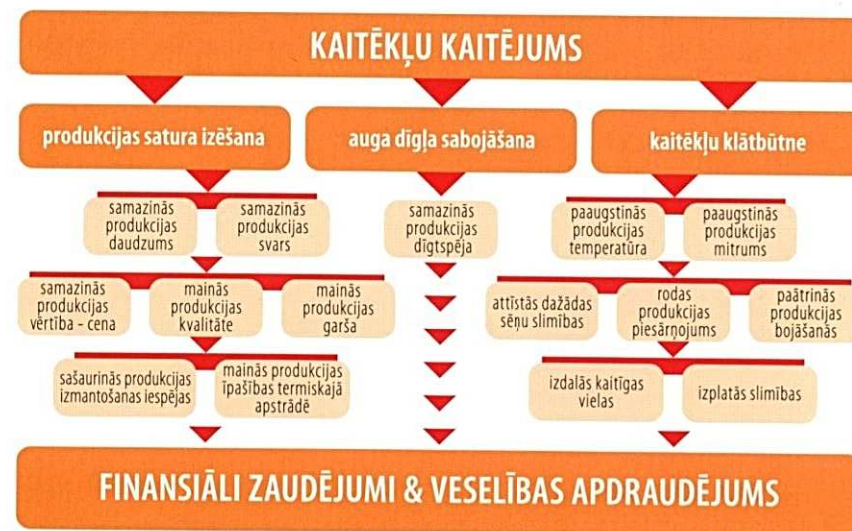 KAITĒKĻU KAITĒJUMS
produkcijas satura izēšana
auga dīgļa sabojāšana
kaitēkļu klātbūtne
samazinās
produkcijas
daudzums
samazinās
produkcijas
svars
samazinās
produkcijas
dīgtspēja
paaugstinās
produkcijas
temperatūra
paaugstinās
produkcijas
mitrums
samazinās
produkcijas
vērtība - cena
mainās
produkcijas
kvalitāte
mainās
produkcijas
garša
attīstās dažādas
sēņu slimības
rodas
produkcijas
piesārņojums
paātrinās
produkcijas
bojāšanās
sašaurinās produkcijas
izmantošanas iespējas
mainās produkcijas
īpašības termiskajā
apstrādē
izdalās kaitīgas
vielas
izplatās slimības
FINANSIĀLI ZAUDĒJUMI & VESELĪBAS APDRAUDĒJUMS